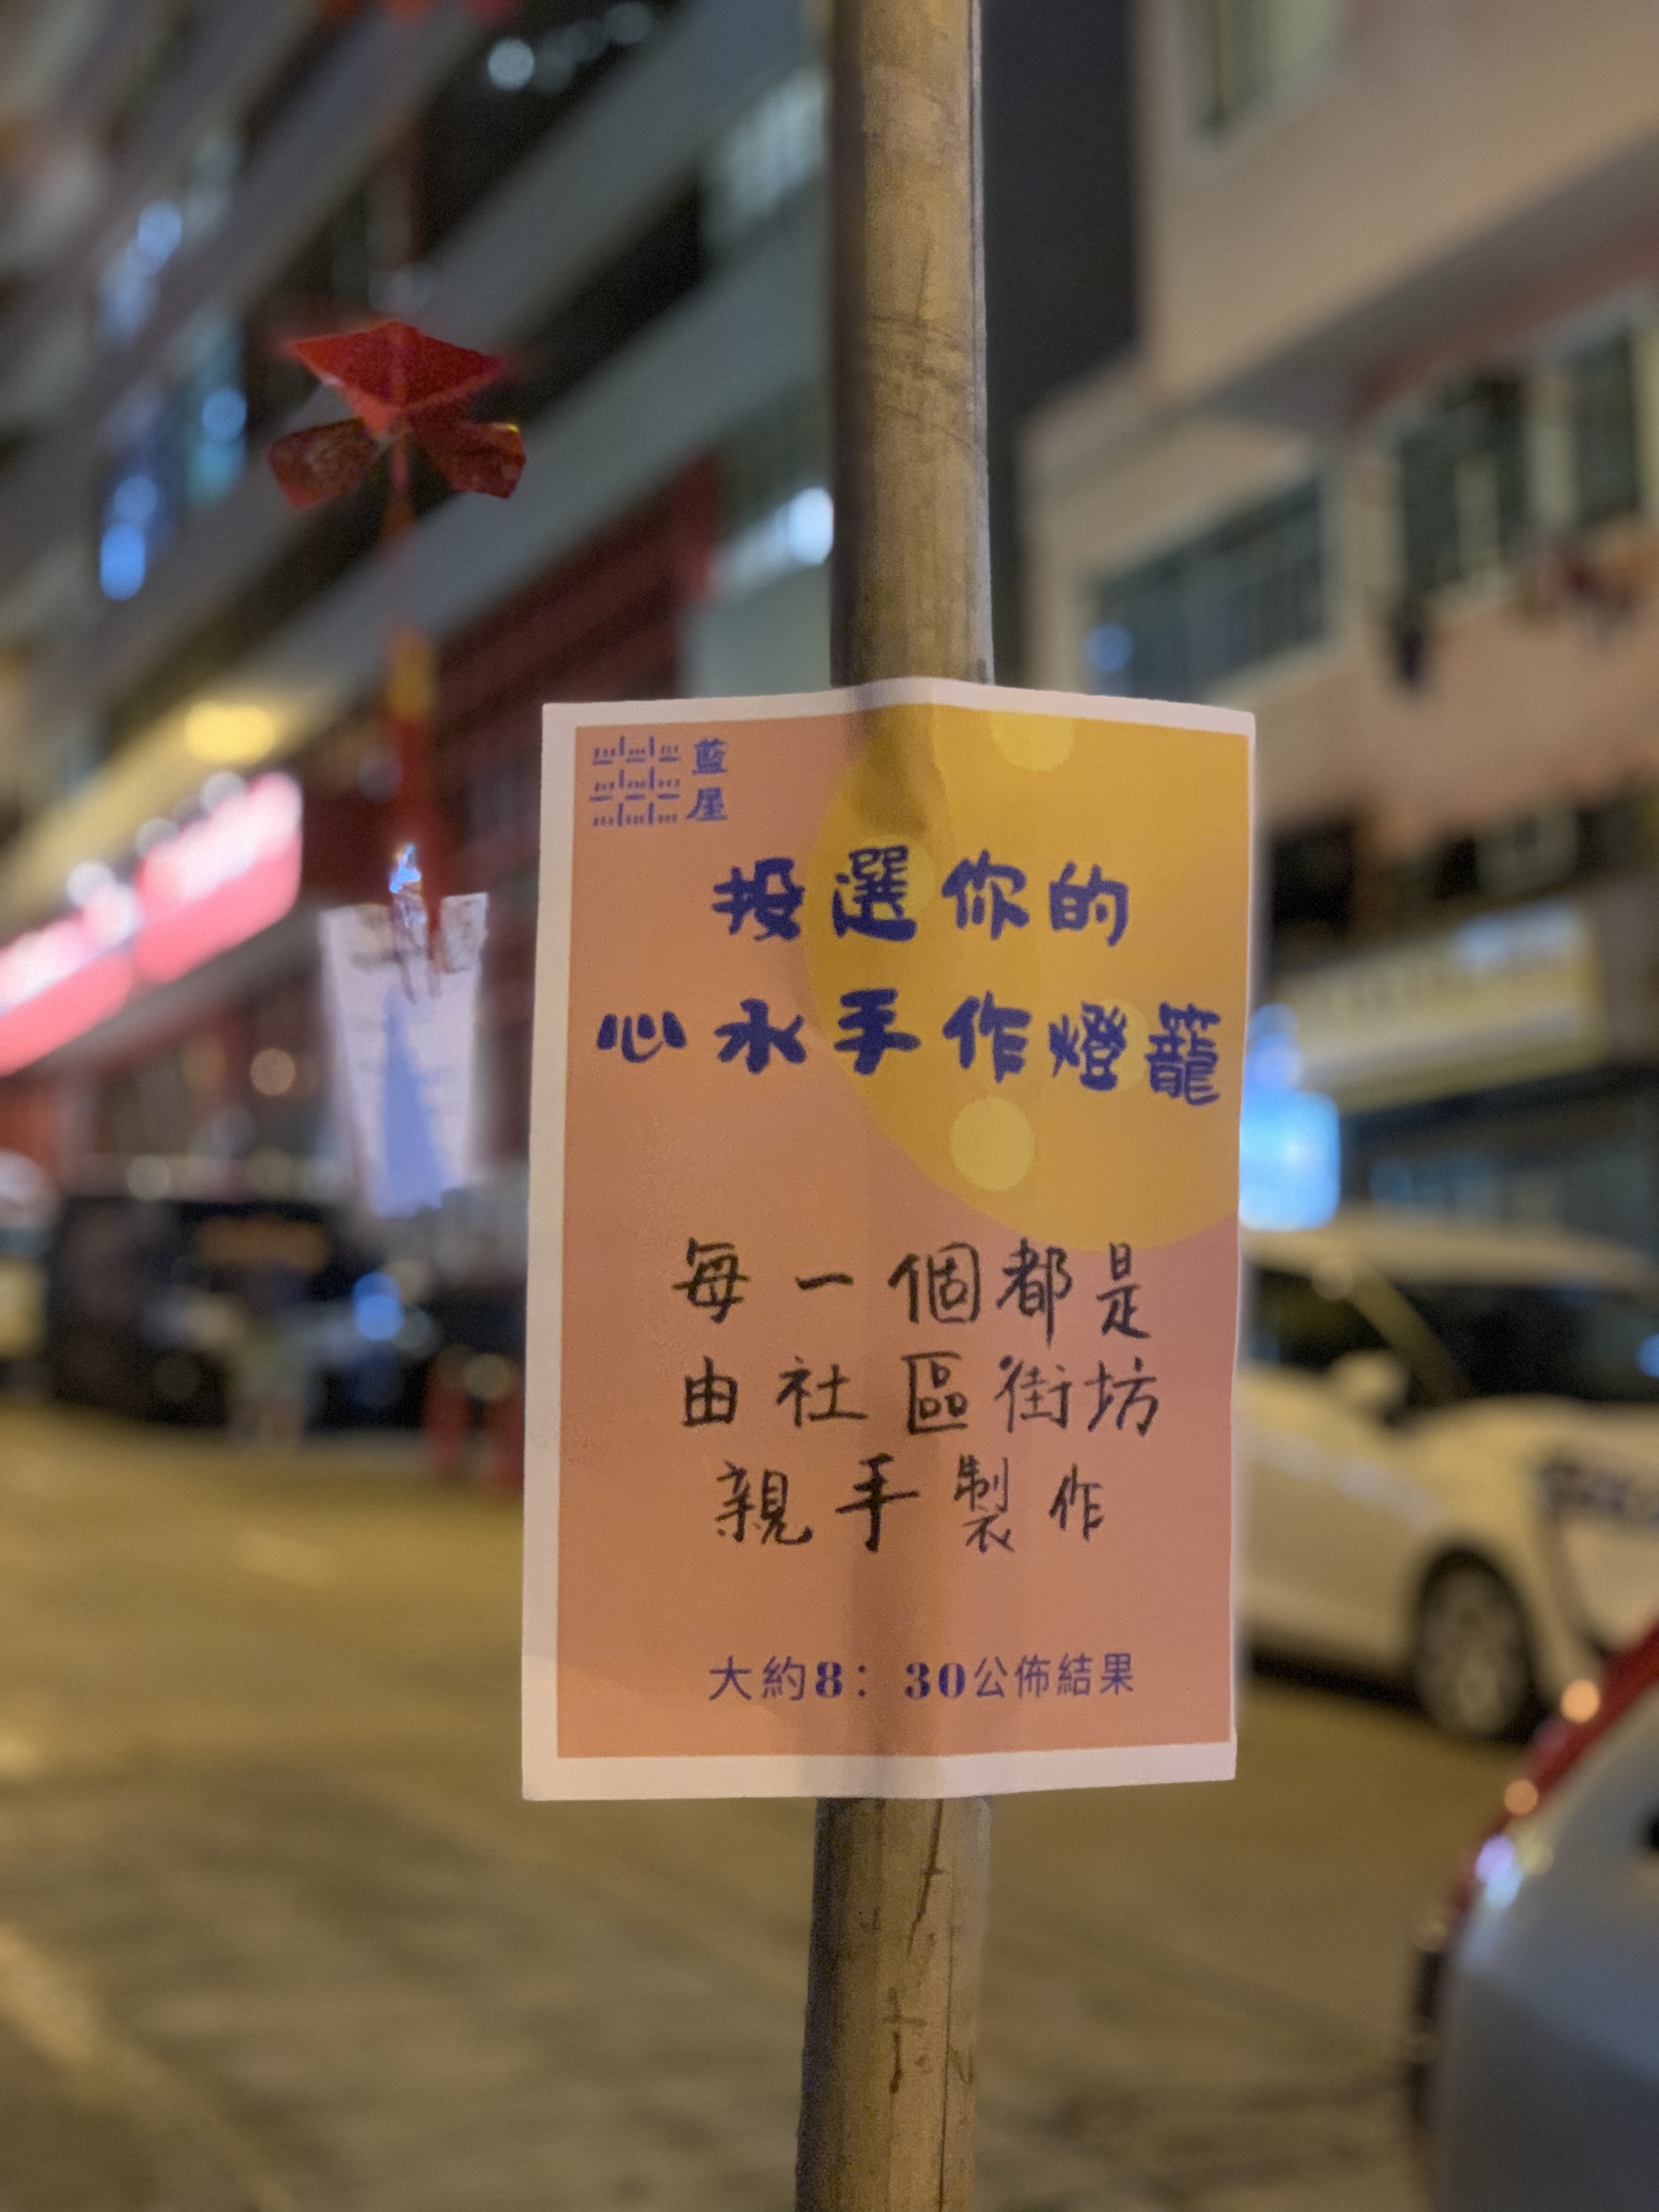 藍屋
投選你的
心水手作燈籠
每一個都是
由社區街坊
親手製作
大約8：30公佈結果